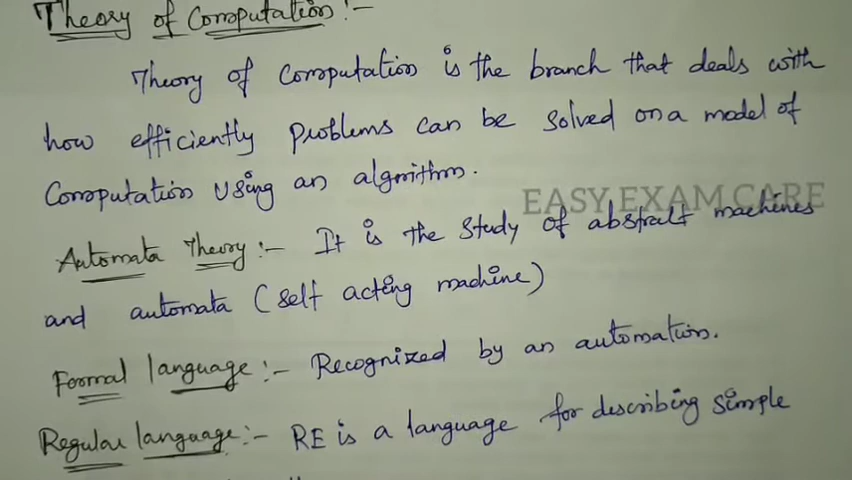 Theory of Computation :-
Theory of Computation is the branch that deals with
how efficiently problems can be solved on a model of
Computation Using an algorithm.
EASY EXAM CARE
Automata Theory :- It is the study of abstralt machines
and automata (self acting machine)
Formal language :- Recognized by an automation.
Regular language :- RE is a language for describing simple